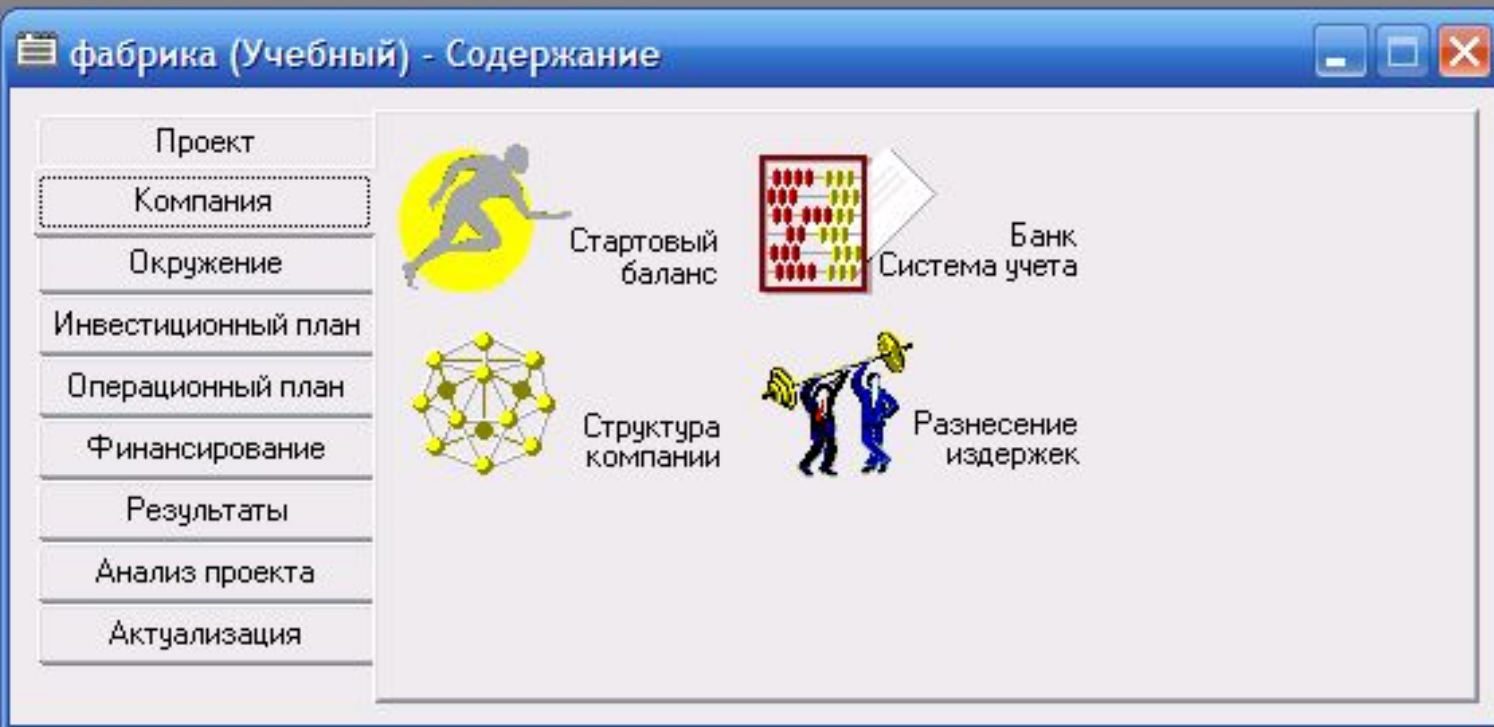 фабрика (Учебный) - Содержание
Проект
Компания
Окружение
Инвестиционный план
Операционный план
Финансирование
Результаты
Анализ проекта
Актуализация
Стартовый
баланс
Банк
Система учета
Структура
компании
Разнесение
издержек